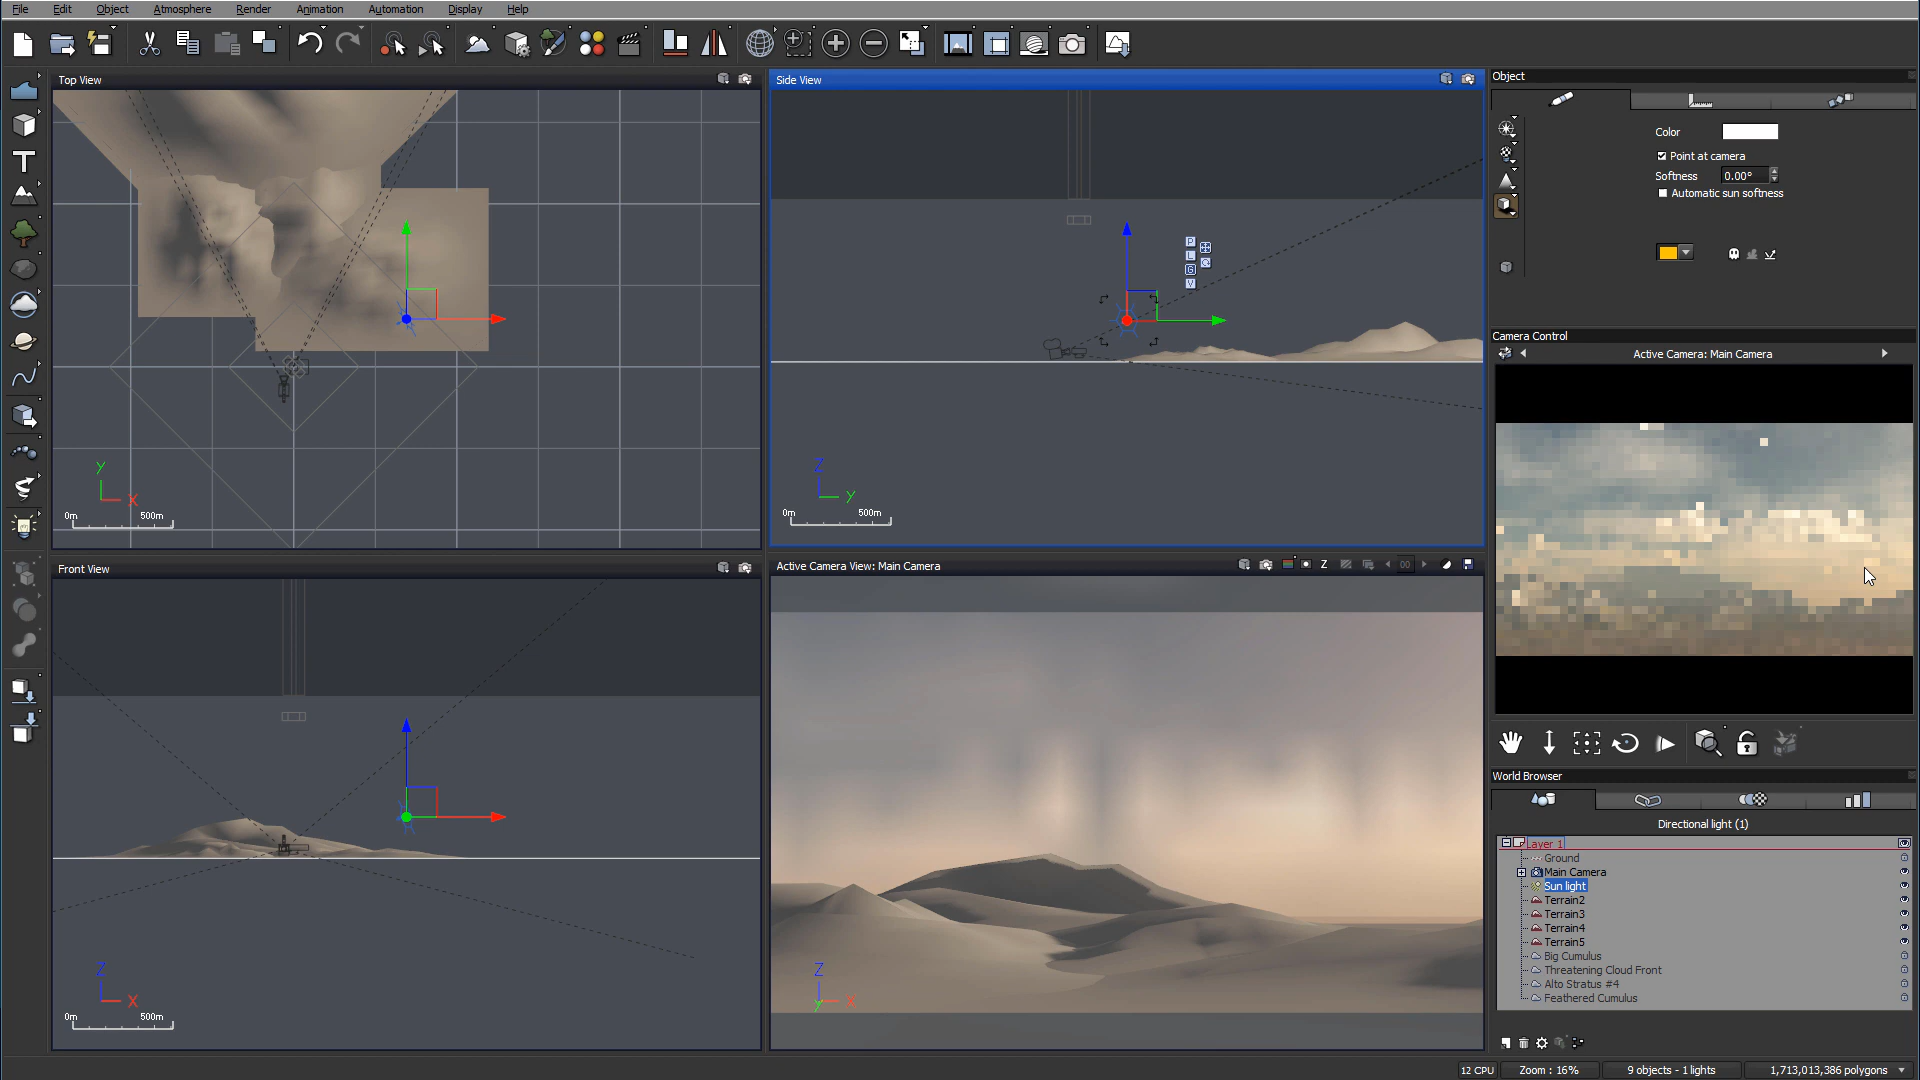 File Edit Object Atmosphere Render Animation Automation Display Help
Top View
Side View
Object
Color
Point at camera
Softness 0.00°
Automatic sun softness
P
L
G
V
Camera Control
Active Camera: Main Camera
Y
X
0m 500m
Z
Y
0m 500m
Front View
Active Camera View: Main Camera
Z 00
World Browser
Directional light (1)
Layer 1
Ground
Main Camera
Sun light
Terrain2
Terrain3
Terrain4
Terrain5
Big Cumulus
Threatening Cloud Front
Alto Stratus #4
Feathered Cumulus
Z
X
0m 500m
Z
Y X
12 CPU Zoom : 16% 9 objects - 1 lights 1,713,013,386 polygons